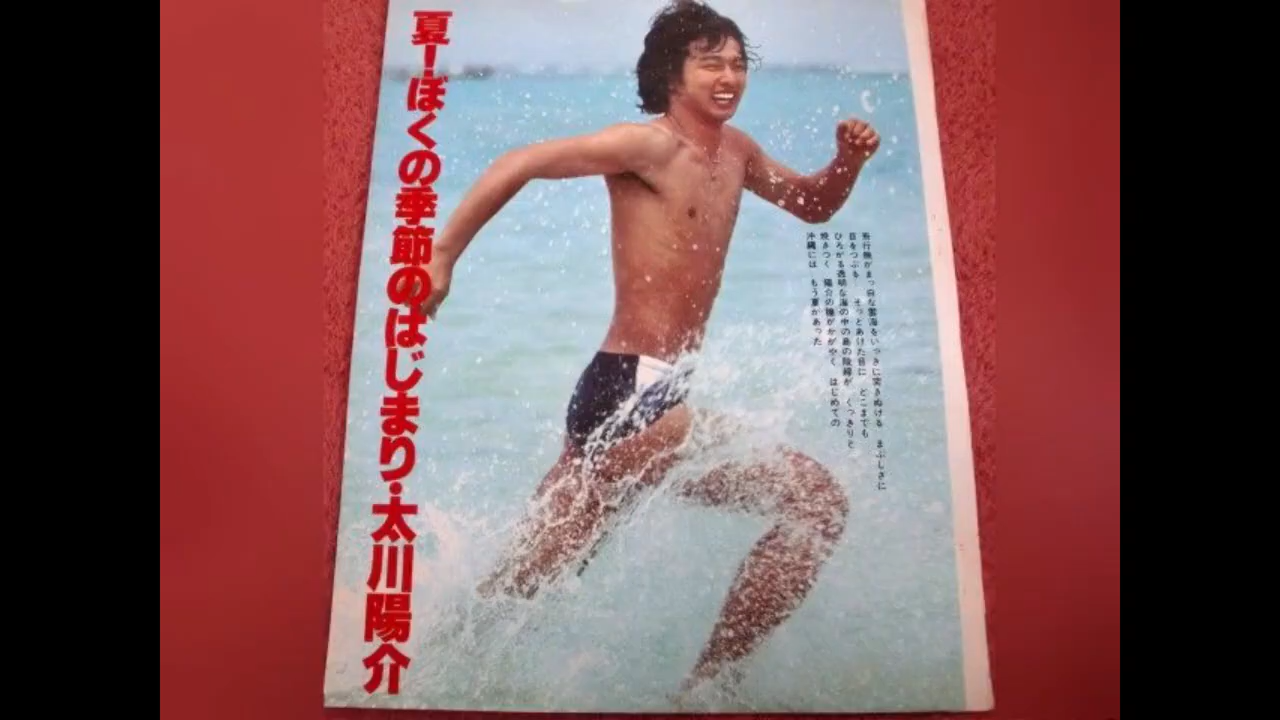 夏!ぼくの季節のはじまり・太川陽介
飛行機がまっ白な雲海をいっきに突きぬける まぶしさに
目をつぶる… そっとあけた目に どこまでも
ひろがる透明な海の中の島の稜線が くっきりと
焼きつく 陽介の瞳がかがやく はじめての
沖縄には もう夏があった